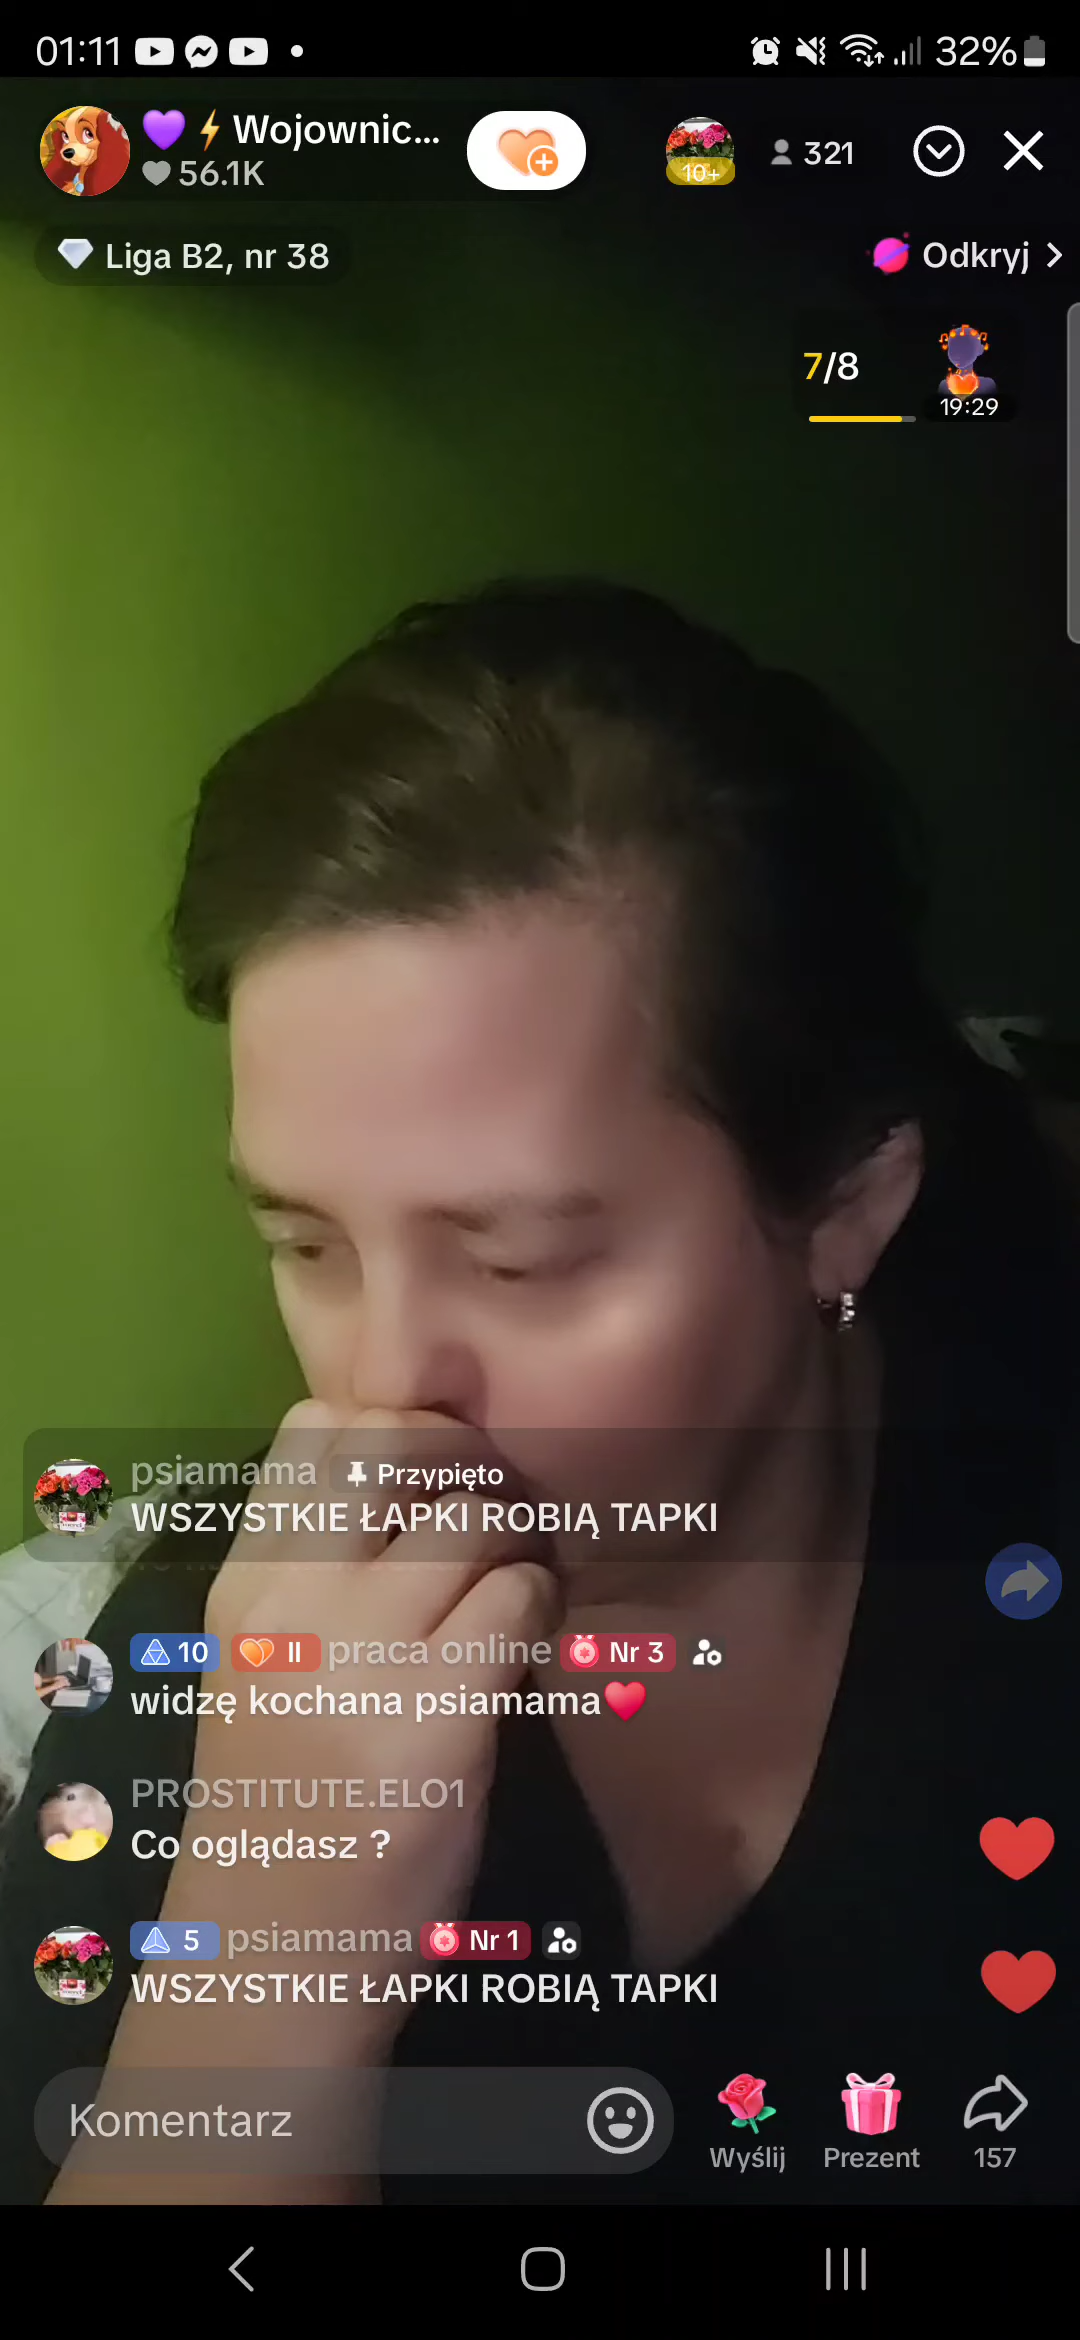 01:11
32%
Wojownic...
56.1K
10+
321
Liga B2, nr 38
Odkryj
7/8
19:29
psiamama Przypięto
WSZYSTKIE ŁAPKI ROBIĄ TAPKI
10 II praca online Nr 3
widzę kochana psiamama
PROSTITUTE.ELO1
Co oglądasz ?
5 psiamama Nr 1
WSZYSTKIE ŁAPKI ROBIĄ TAPKI
Komentarz
Wyślij
Prezent
157